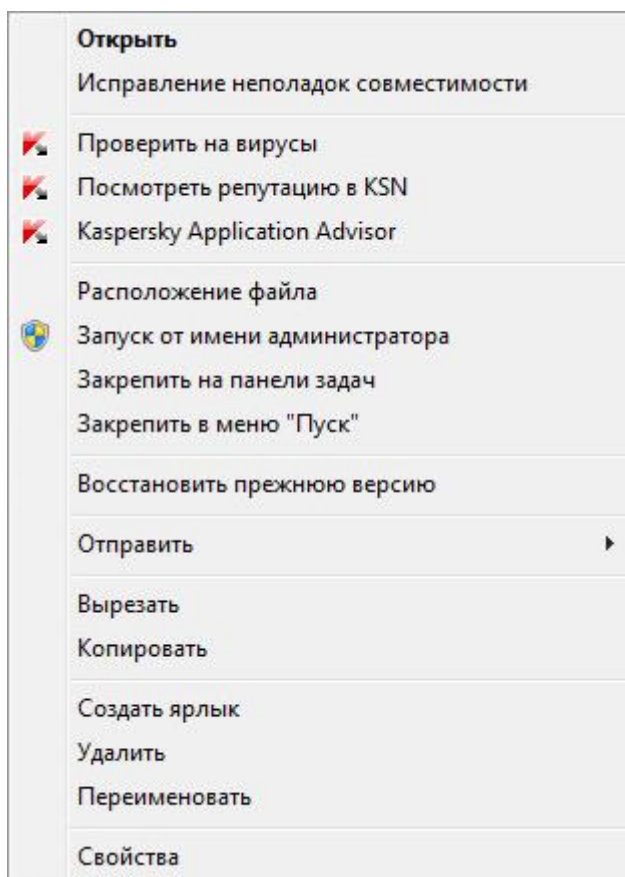 Открыть
Исправление неполадок совместимости
Проверить на вирусы
Посмотреть репутацию в KSN
Kaspersky Application Advisor
Расположение файла
Запуск от имени администратора
Закрепить на панели задач
Закрепить в меню "Пуск"
Восстановить прежнюю версию
Отправить
Вырезать
Копировать
Создать ярлык
Удалить
Переименовать
Свойства